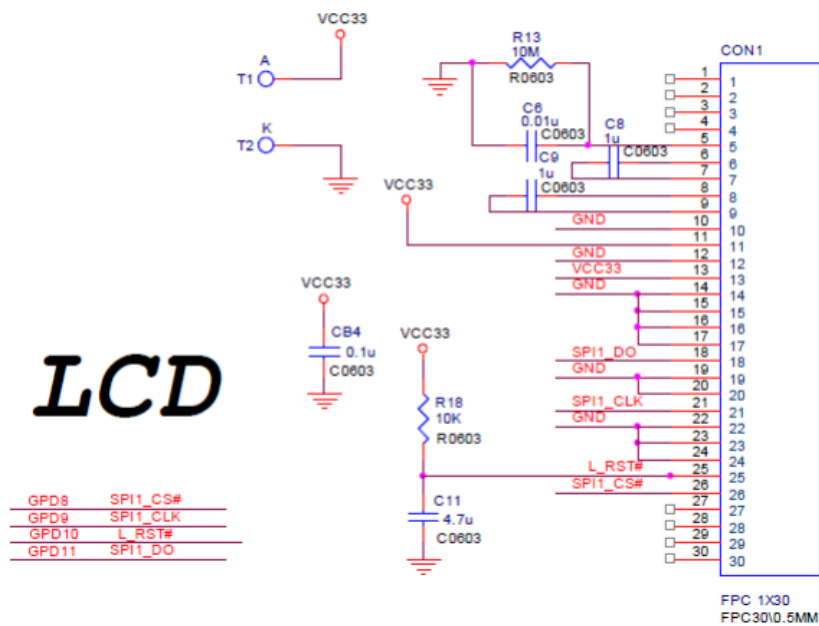 VCC33
A
T1
K
T2
R13
10M
R0603
C6
0.01u
C0603
C8
1u
C0603
C9
1u
C0603
VCC33
GND
GND
VCC33
GND
SPI1_DO
GND
SPI1_CLK
GND
L_RST#
SPI1_CS#
VCC33
CB4
0.1u
C0603
VCC33
R18
10K
R0603
C11
4.7u
C0603
LCD
GPD8 SPI1_CS#
GPD9 SPI1_CLK
GPD10 L_RST#
GPD11 SPI1_DO
CON1
1 1
2 2
3 3
4 4
5 5
6 6
7 7
8 8
9 9
10 10
11 11
12 12
13 13
14 14
15 15
16 16
17 17
18 18
19 19
20 20
21 21
22 22
23 23
24 24
25 25
26 26
27 27
28 28
29 29
30 30
FPC 1X30
FPC30\0.5MM